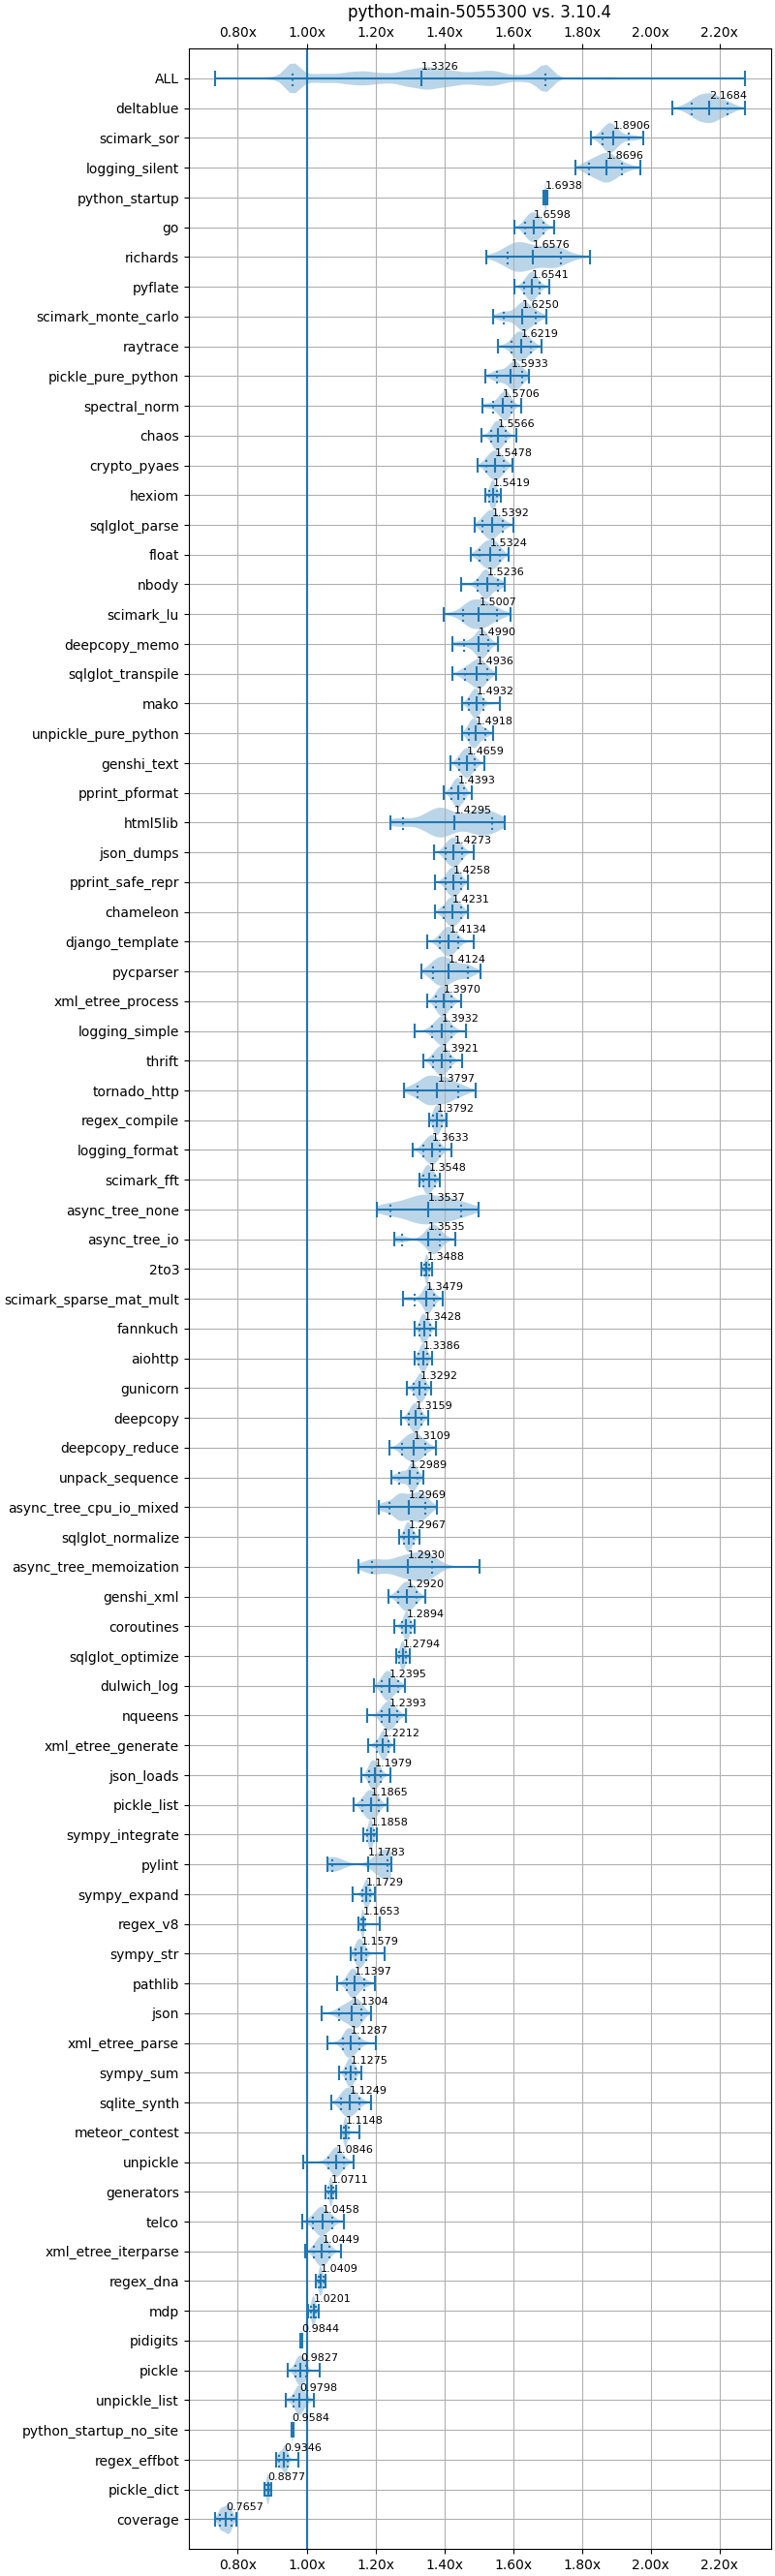 python-main-5055300 vs. 3.10.4
0.80x 1.00x 1.20x 1.40x 1.60x 1.80x 2.00x 2.20x
ALL 1.3326
deltablue 2.1684
scimark_sor 1.8906
logging_silent 1.8696
python_startup 1.6938
go 1.6598
richards 1.6576
pyflate 1.6541
scimark_monte_carlo 1.6250
raytrace 1.6219
pickle_pure_python 1.5933
spectral_norm 1.5706
chaos 1.5566
crypto_pyaes 1.5478
hexiom 1.5419
sqlglot_parse 1.5392
float 1.5324
nbody 1.5236
scimark_lu 1.5007
deepcopy_memo 1.4990
sqlglot_transpile 1.4936
mako 1.4932
unpickle_pure_python 1.4918
genshi_text 1.4659
pprint_pformat 1.4393
html5lib 1.4295
json_dumps 1.4273
pprint_safe_repr 1.4258
chameleon 1.4231
django_template 1.4134
pycparser 1.4124
xml_etree_process 1.3970
logging_simple 1.3932
thrift 1.3921
tornado_http 1.3797
regex_compile 1.3792
logging_format 1.3633
scimark_fft 1.3548
async_tree_none 1.3537
async_tree_io 1.3535
2to3 1.3488
scimark_sparse_mat_mult 1.3479
fannkuch 1.3428
aiohttp 1.3386
gunicorn 1.3292
deepcopy 1.3159
deepcopy_reduce 1.3109
unpack_sequence 1.2989
async_tree_cpu_io_mixed 1.2969
sqlglot_normalize 1.2967
async_tree_memoization 1.2930
genshi_xml 1.2920
coroutines 1.2894
sqlglot_optimize 1.2794
dulwich_log 1.2395
nqueens 1.2393
xml_etree_generate 1.2212
json_loads 1.1979
pickle_list 1.1865
sympy_integrate 1.1858
pylint 1.1783
sympy_expand 1.1729
regex_v8 1.1653
sympy_str 1.1579
pathlib 1.1397
json 1.1304
xml_etree_parse 1.1287
sympy_sum 1.1275
sqlite_synth 1.1249
meteor_contest 1.1148
unpickle 1.0846
generators 1.0711
telco 1.0458
xml_etree_iterparse 1.0449
regex_dna 1.0409
mdp 1.0201
pidigits 0.9844
pickle 0.9827
unpickle_list 0.9798
python_startup_no_site 0.9584
regex_effbot 0.9346
pickle_dict 0.8877
coverage 0.7657
0.80x 1.00x 1.20x 1.40x 1.60x 1.80x 2.00x 2.20x